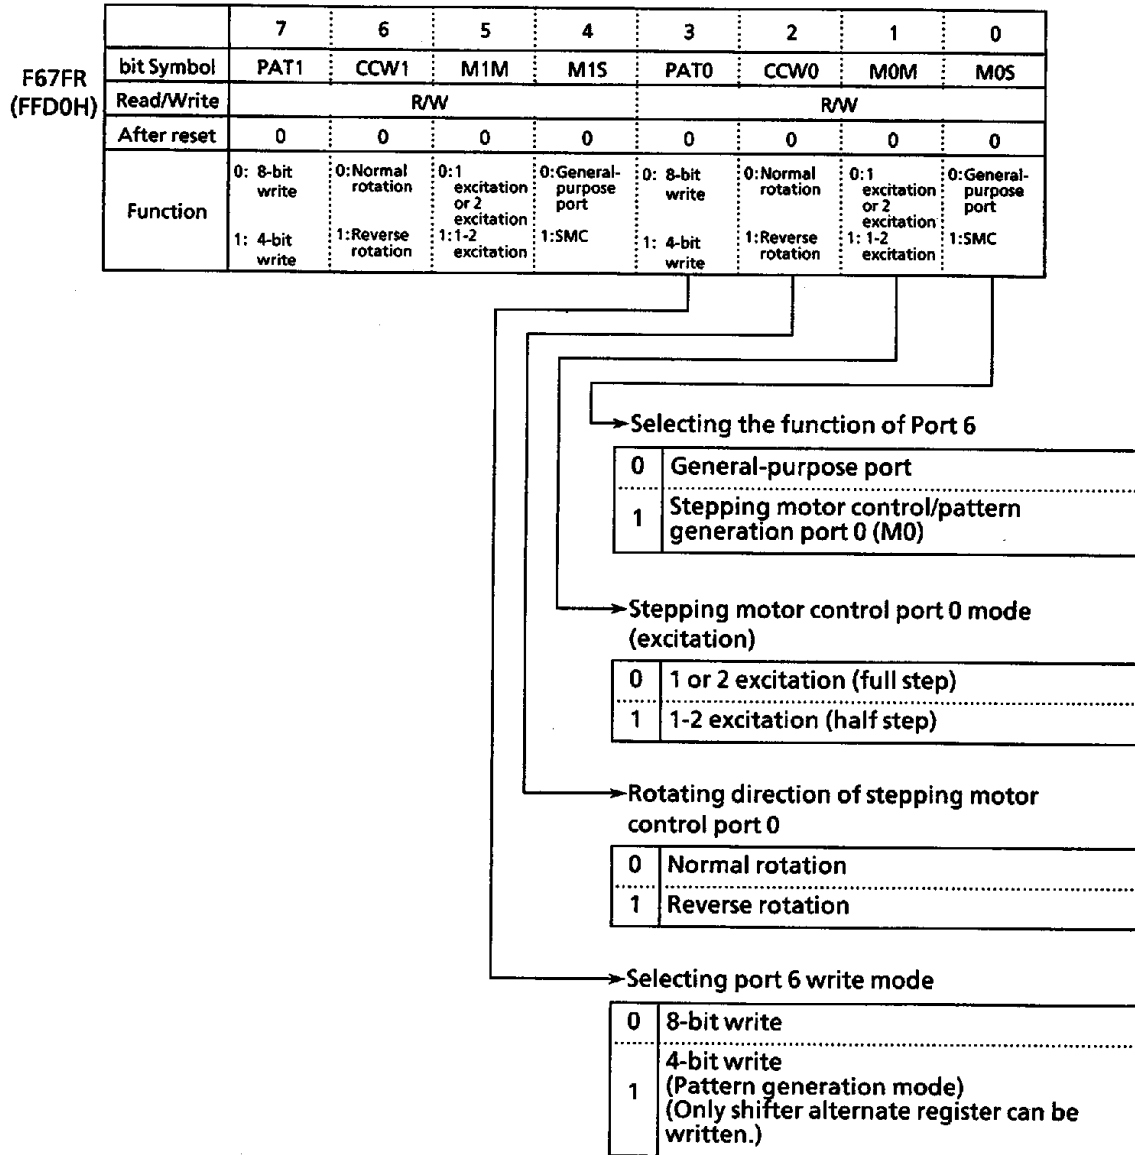 7 6 5 4 3 2 1 0
F67FR
(FFD0H)
bit Symbol PAT1 CCW1 M1M M1S PAT0 CCW0 M0M M0S
Read/Write R/W R/W
After reset 0 0 0 0 0 0 0 0
Function
0: 8-bit write
1: 4-bit write
0:Normal rotation
1:Reverse rotation
0:1 excitation or 2 excitation
1:1-2 excitation
0:General-purpose port
1:SMC
0: 8-bit write
1: 4-bit write
0:Normal rotation
1:Reverse rotation
0:1 excitation or 2 excitation
1: 1-2 excitation
0:General-purpose port
1:SMC
Selecting the function of Port 6
0 General-purpose port
1 Stepping motor control/pattern
generation port 0 (M0)
Stepping motor control port 0 mode
(excitation)
0 1 or 2 excitation (full step)
1 1-2 excitation (half step)
Rotating direction of stepping motor
control port 0
0 Normal rotation
1 Reverse rotation
Selecting port 6 write mode
0 8-bit write
1 4-bit write
(Pattern generation mode)
(Only shifter alternate register can be
written.)